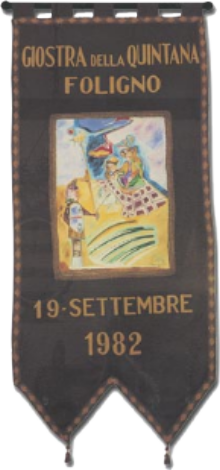 GIOSTRA DELLA QUINTANA
FOLIGNO
19-SETTEMBRE
1982